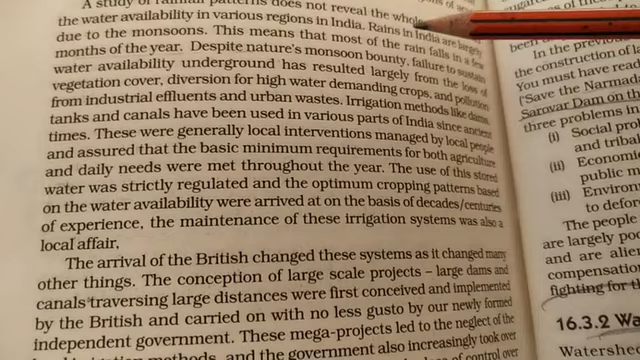 A study of rainfall patterns does not reveal the whole
the water availability in various regions in India. Rains in India are largely
due to the monsoons. This means that most of the rain falls in a few
months of the year. Despite nature's monsoon bounty, failure to sustain
water availability underground has resulted largely from the loss of
vegetation cover, diversion for high water demanding crops, and pollution
from industrial effluents and urban wastes. Irrigation methods like dams,
tanks and canals have been used in various parts of India since ancient
times. These were generally local interventions managed by local people
and assured that the basic minimum requirements for both agriculture
and daily needs were met throughout the year. The use of this stored
water was strictly regulated and the optimum cropping patterns based
on the water availability were arrived at on the basis of decades/centuries
of experience, the maintenance of these irrigation systems was also a
local affair.
The arrival of the British changed these systems as it changed many
other things. The conception of large scale projects – large dams and
canals traversing large distances were first conceived and implemented
by the British and carried on with no less gusto by our newly formed
independent government. These mega-projects led to the neglect of the
irrigation methods, and the government also increasingly took over
control over
In the previous
the construction of l
You must have read
('Save the Narmada
Sarovar Dam on the
three problems in
(i) Social prob
and tribal
(ii) Economi
public m
(iii) Environ
to defor
The people
are largely poo
and are alien
compensation
fighting for th
16.3.2 Wa
Watershed